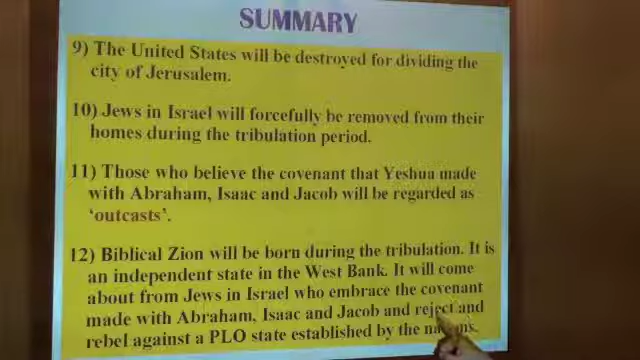 SUMMARY
9) The United States will be destroyed for dividing the
city of Jerusalem.
10) Jews in Israel will forcefully be removed from their
homes during the tribulation period.
11) Those who believe the covenant that Yeshua made
with Abraham, Isaac and Jacob will be regarded as
‘outcasts’.
12) Biblical Zion will be born during the tribulation. It is
an independent state in the West Bank. It will come
about from Jews in Israel who embrace the covenant
made with Abraham, Isaac and Jacob and reject and
rebel against a PLO state established by the nations.